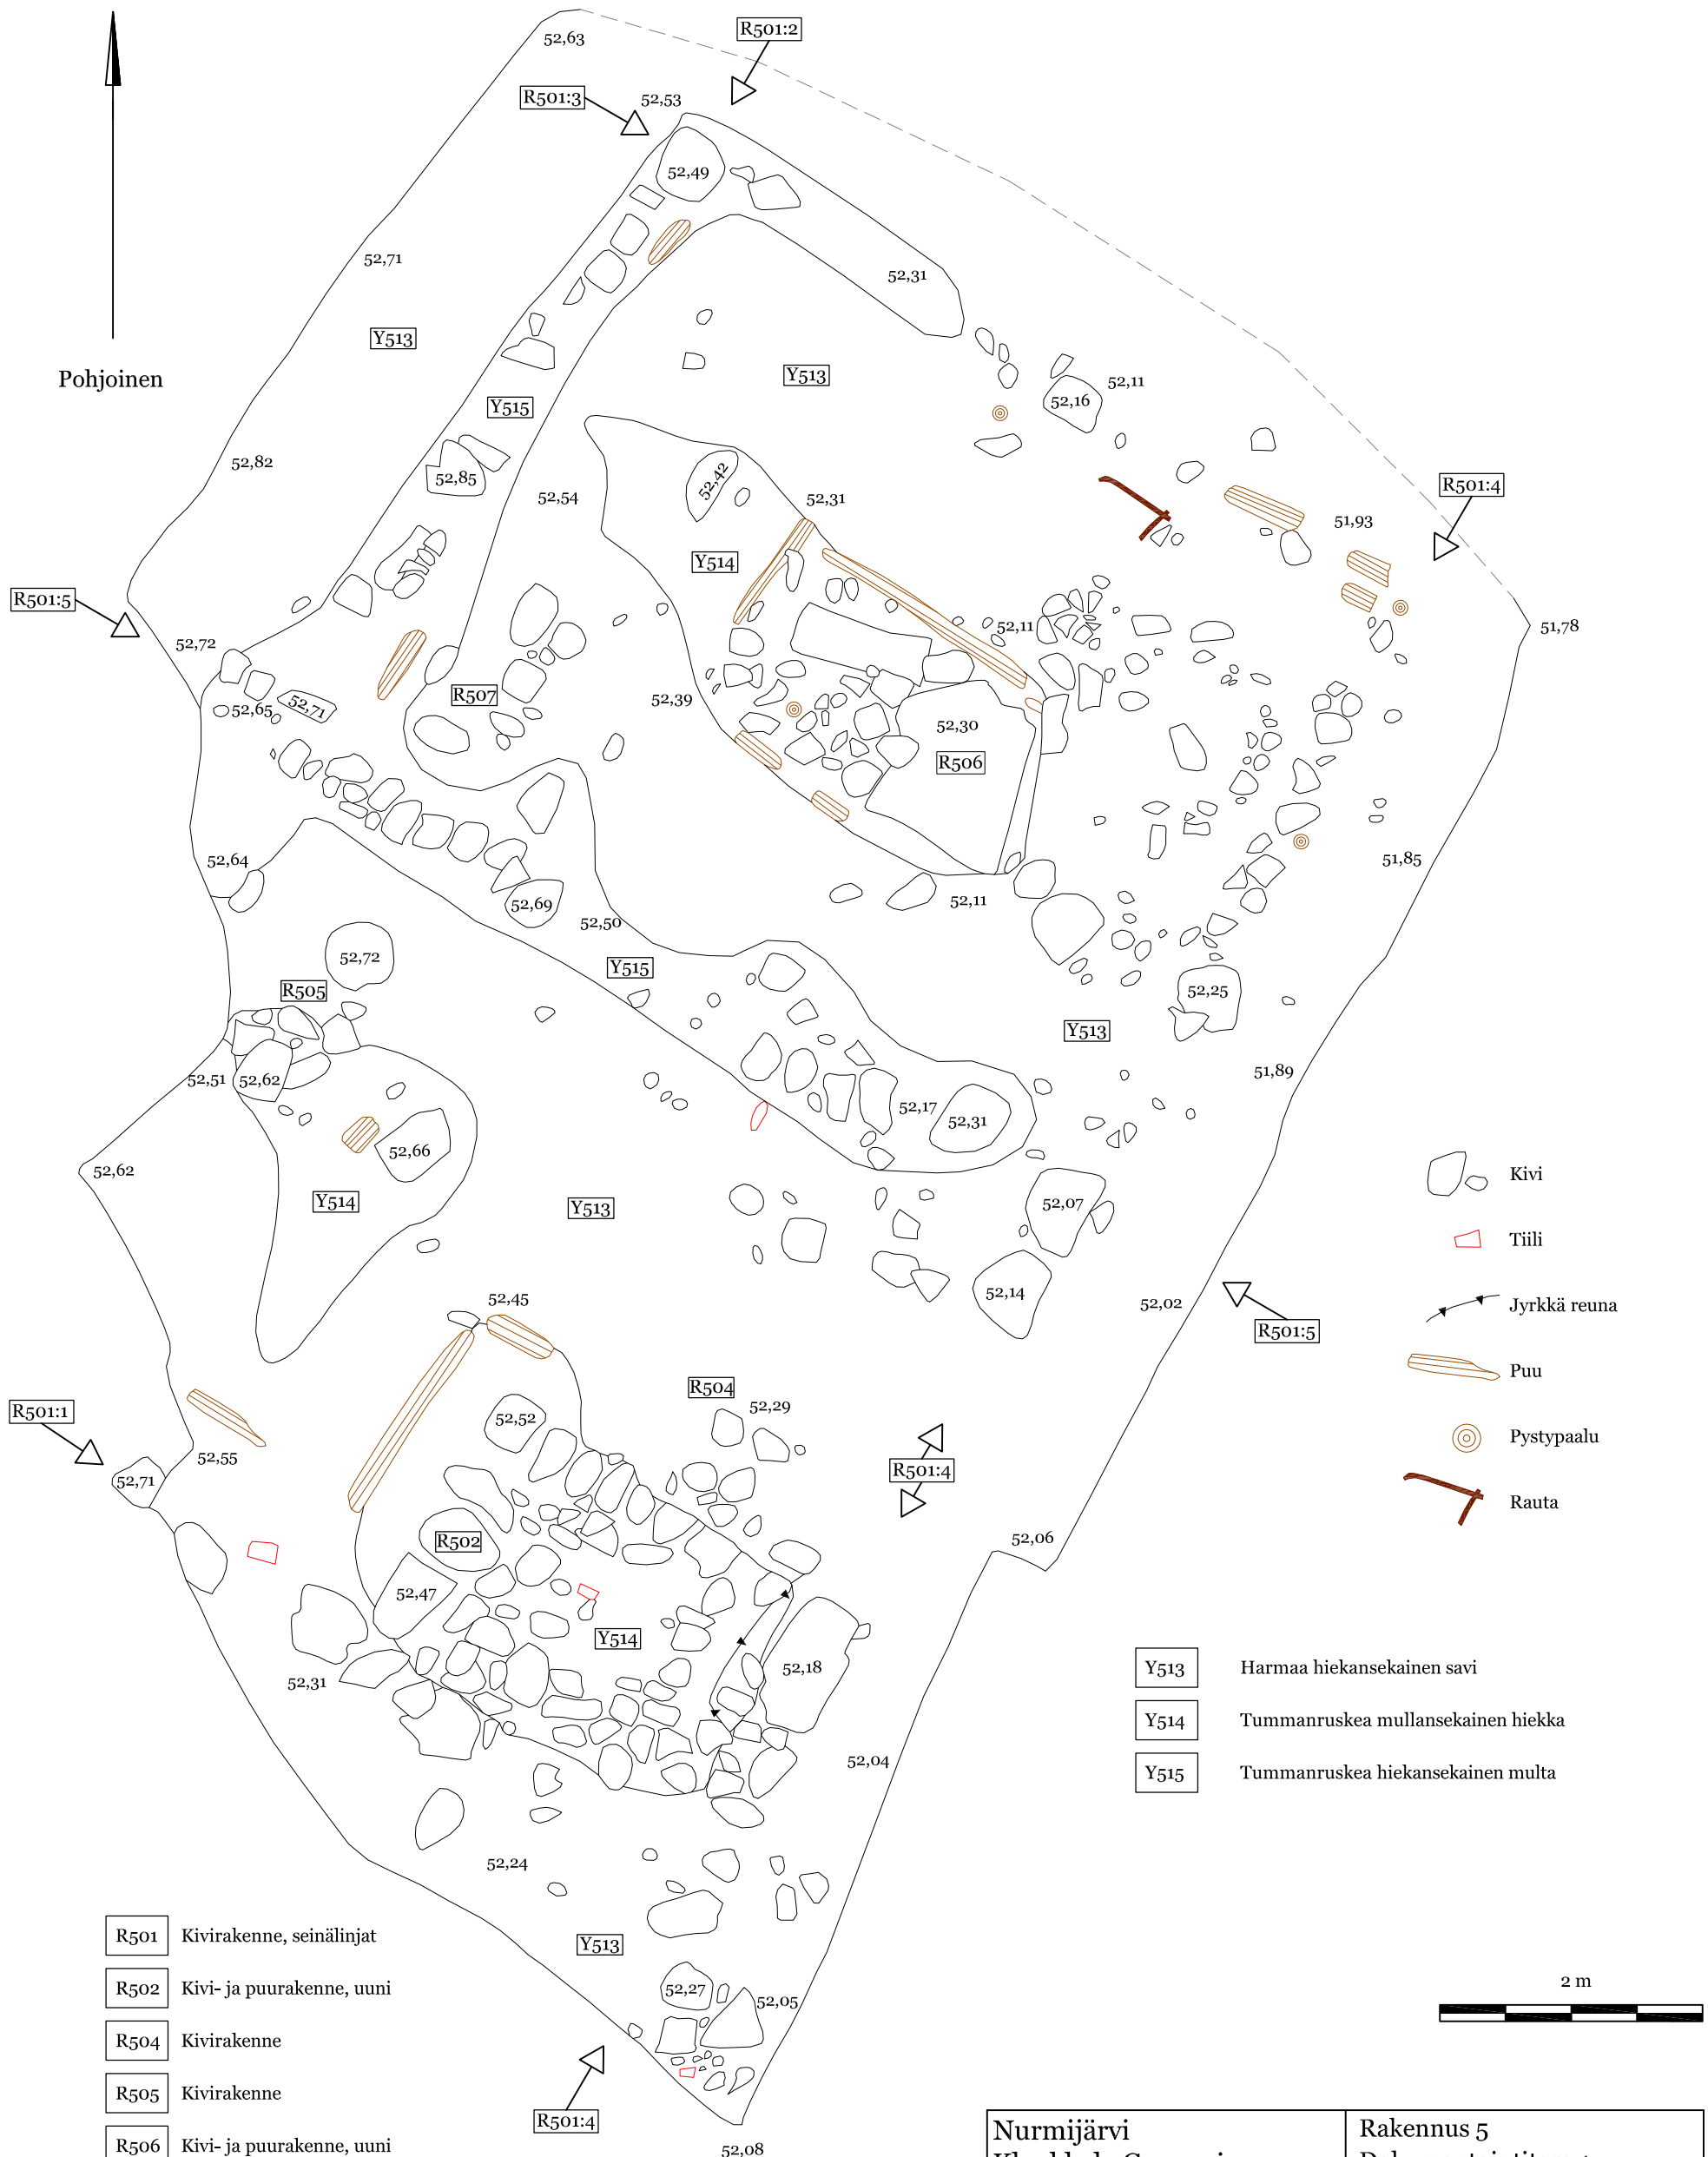 52,63
R501:2
R501:3
52,53
52,49
52,71
52,31
Y513
Y513
Pohjoinen
52,11
52,16
Y515
52,82
52,85
52,42
52,54
52,31
R501:4
51,93
Y514
R501:5
52,11
51,78
52,72
R507
52,71
52,65
52,39
52,30
R506
52,64
51,85
52,69
52,11
52,50
52,72
Y515
R505
52,25
Y513
52,51
52,62
51,89
52,17
52,31
52,66
52,62
Kivi
Y514
Y513
52,07
Tiili
52,45
52,14
52,02
Jyrkkä reuna
R501:5
Puu
R504
52,29
R501:1
52,52
Pystypaalu
52,55
52,71
R501:4
Rauta
R502
52,06
52,47
Y514
52,18
Y513 Harmaa hiekansekainen savi
52,31
Y514 Tummanruskea mullansekainen hiekka
52,04
Y515 Tummanruskea hiekansekainen multa
52,24
R501 Kivirakenne, seinälinjat
Y513
R502 Kivi- ja puurakenne, uuni
2 m
52,27
52,05
R504 Kivirakenne
R505 Kivirakenne
R501:4
R506 Kivi- ja puurakenne, uuni
52,08
Nurmijärvi
Rakennus 5